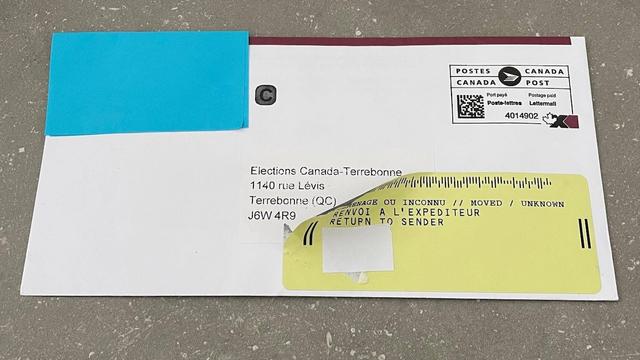 POSTES CANADA
CANADA POST
Port payé Postage paid
Poste-lettres Lettermail
4014902
C
Elections Canada-Terrebonne
1140 rue Lévis
Terrebonne (QC)
J6W 4R9
NAGE OU INCONNU // MOVED / UNKNOWN
RENVOI A L'EXPEDITEUR
RETURN TO SENDER